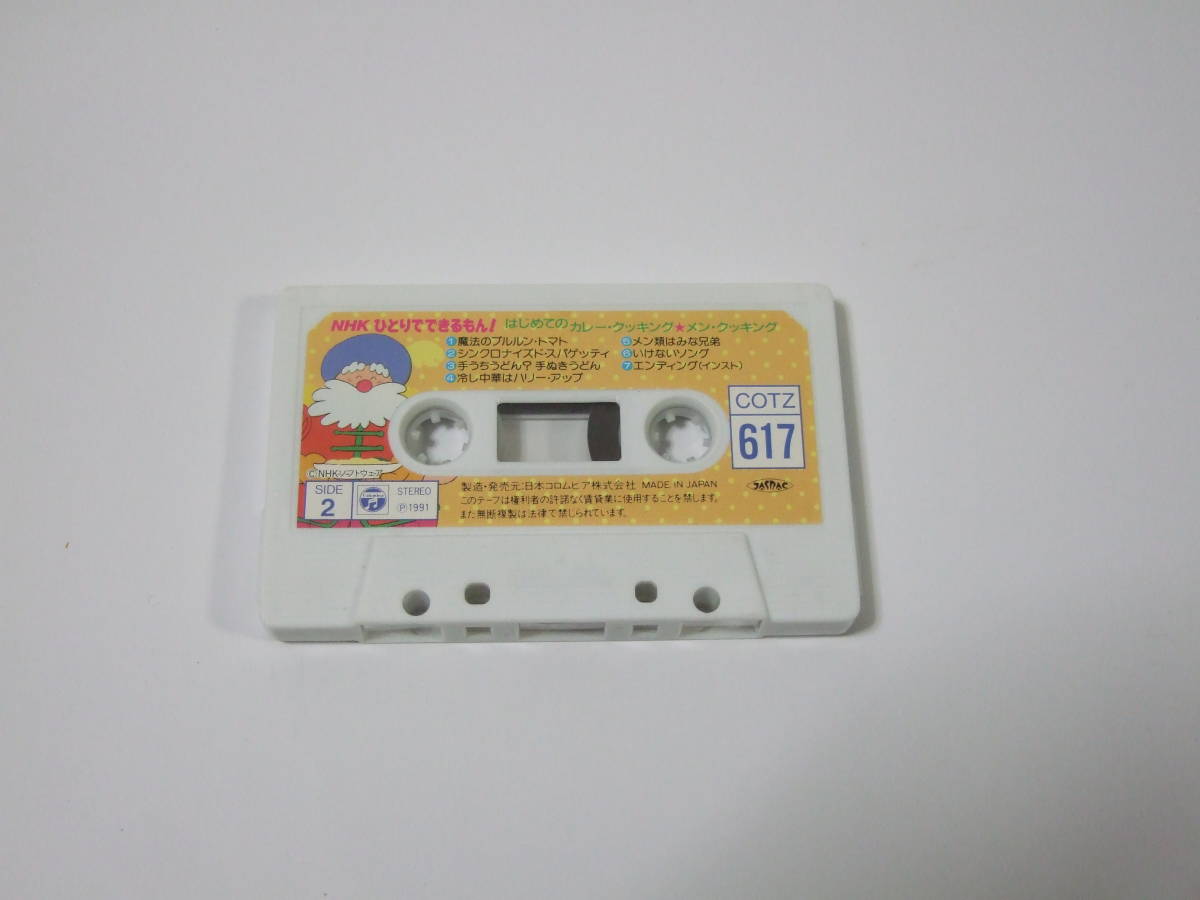 NHK ひとりでできるもん! はじめての カレー・クッキング★メン・クッキング
1 魔法のプルルン・トマト
2 シンクロナイズド・スパゲッティ
3 手うちうどん? 手ぬきうどん
4 冷し中華はハリー・アップ
5 メン類はみな兄弟
6 いけないソング
7 エンディング(インスト)
COTZ
617
©NHKソフトウェア
SIDE
2
Columbia
STEREO
Ⓟ1991
製造・発売元:日本コロムビア株式会社 MADE IN JAPAN
このテープは権利者の許諾なく賃貸業に使用することを禁じます。
また無断複製は法律で禁じられています。
JASRAC